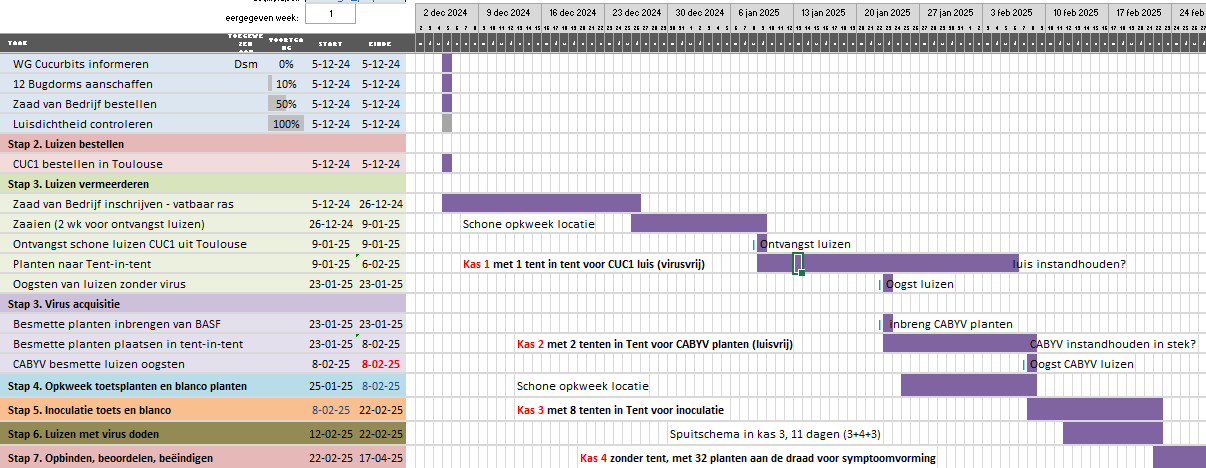 eergegeven week: 1
2 dec 2024 9 dec 2024 16 dec 2024 23 dec 2024 30 dec 2024 6 jan 2025 13 jan 2025 20 jan 2025 27 jan 2025 3 feb 2025 10 feb 2025 17 feb 2025 24 feb
TAAK START EINDE
WG Cucurbits informeren Dsm 0% 5-12-24 5-12-24
12 Bugdorms aanschaffen 10% 5-12-24 5-12-24
Zaad van Bedrijf bestellen 50% 5-12-24 5-12-24
Luisdichtheid controleren 100% 5-12-24 5-12-24
Stap 2. Luizen bestellen
CUC1 bestellen in Toulouse 5-12-24 5-12-24
Stap 3. Luizen vermeerderen
Zaad van Bedrijf inschrijven - vatbaar ras 5-12-24 26-12-24
Zaaien (2 wk voor ontvangst luizen) 26-12-24 9-01-25 Schone opkweek locatie
Ontvangst schone luizen CUC1 uit Toulouse 9-01-25 9-01-25 | Ontvangst luizen
Planten naar Tent-in-tent 9-01-25 6-02-25 Kas 1 met 1 tent in tent voor CUC1 luis (virusvrij) luis instandhouden?
Oogsten van luizen zonder virus 23-01-25 23-01-25 | Oogst luizen
Stap 3. Virus acquisitie
Besmette planten inbrengen van BASF 23-01-25 23-01-25 | inbreng CABYV planten
Besmette planten plaatsen in tent-in-tent 23-01-25 8-02-25 Kas 2 met 2 tenten in Tent voor CABYV planten (luisvrij) CABYV instandhouden in stek?
CABYV besmette luizen oogsten 8-02-25 8-02-25 | Oogst CABYV luizen
Stap 4. Opkweek toetsplanten en blanco planten 25-01-25 8-02-25 Schone opkweek locatie
Stap 5. Inoculatie toets en blanco 8-02-25 22-02-25 Kas 3 met 8 tenten in Tent voor inoculatie
Stap 6. Luizen met virus doden 12-02-25 22-02-25 Spuitschema in kas 3, 11 dagen (3+4+3)
Stap 7. Opbinden, beoordelen, beëindigen 22-02-25 17-04-25 Kas 4 zonder tent, met 32 planten aan de draad voor symptoomvorming